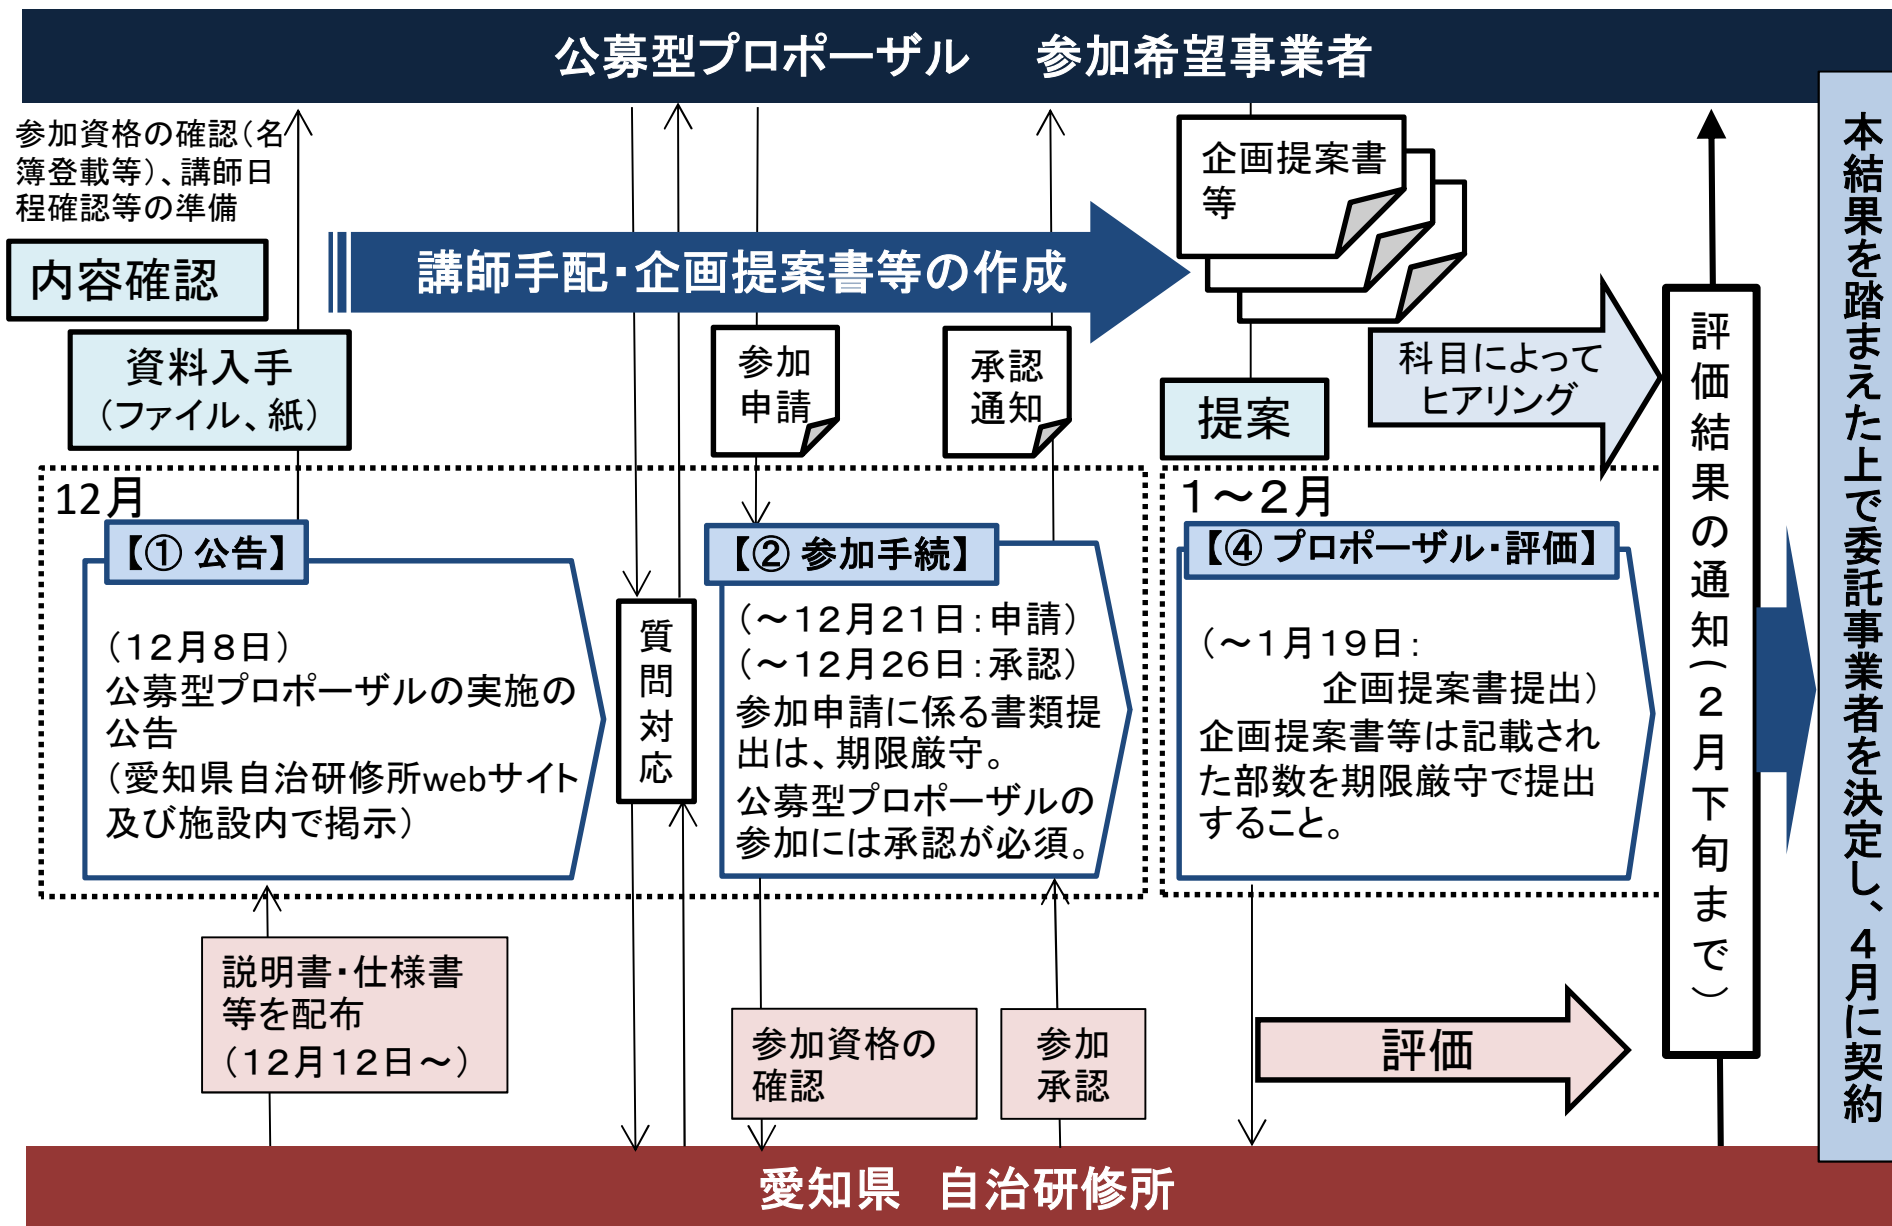 公募型プロポーザル　参加希望事業者
参加資格の確認（名
簿登載等）、講師日
程確認等の準備
内容確認
資料入手
（ファイル、紙）
講師手配・企画提案書等の作成
参加
申請
承認
通知
企画提案書
等
提案
科目によって
ヒアリング
12月
【① 公告】
（１２月８日）
公募型プロポーザルの実施の
公告
（愛知県自治研修所webサイト
及び施設内で掲示）
質問対応
【② 参加手続】
（～１２月２１日：申請）
（～１２月２６日：承認）
参加申請に係る書類提
出は、期限厳守。
公募型プロポーザルの
参加には承認が必須。
１～２月
【④ プロポーザル・評価】
（～１月１９日：
企画提案書提出）
企画提案書等は記載され
た部数を期限厳守で提出
すること。
評価結果の通知（２月下旬まで）
本結果を踏まえた上で委託事業者を決定し、４月に契約
説明書・仕様書
等を配布
（１２月１２日～）
参加資格の
確認
参加
承認
評価
愛知県　自治研修所